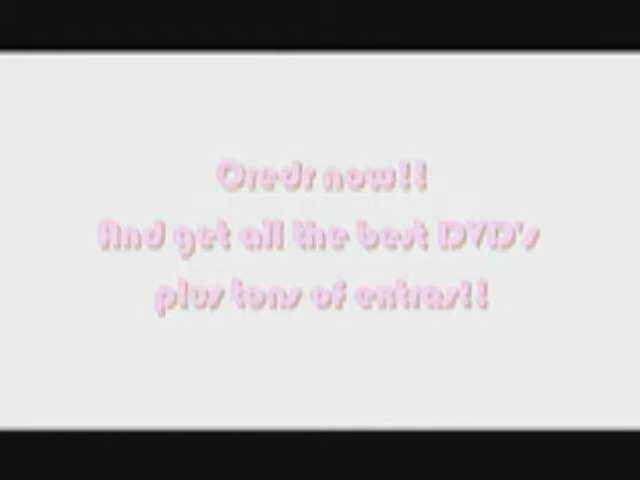 Oredr now!!
And get all the best DVD's
plus tons of extras!!